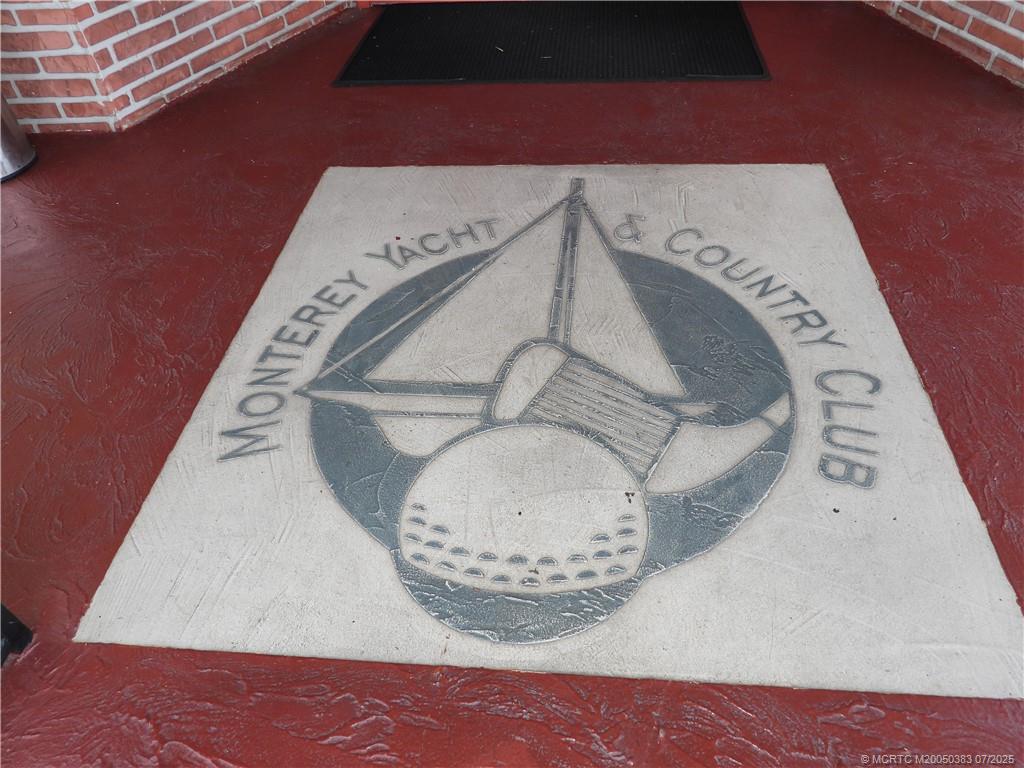 MONTEREY YACHT & COUNTRY CLUB
© MCRTC M20050383 07/2025